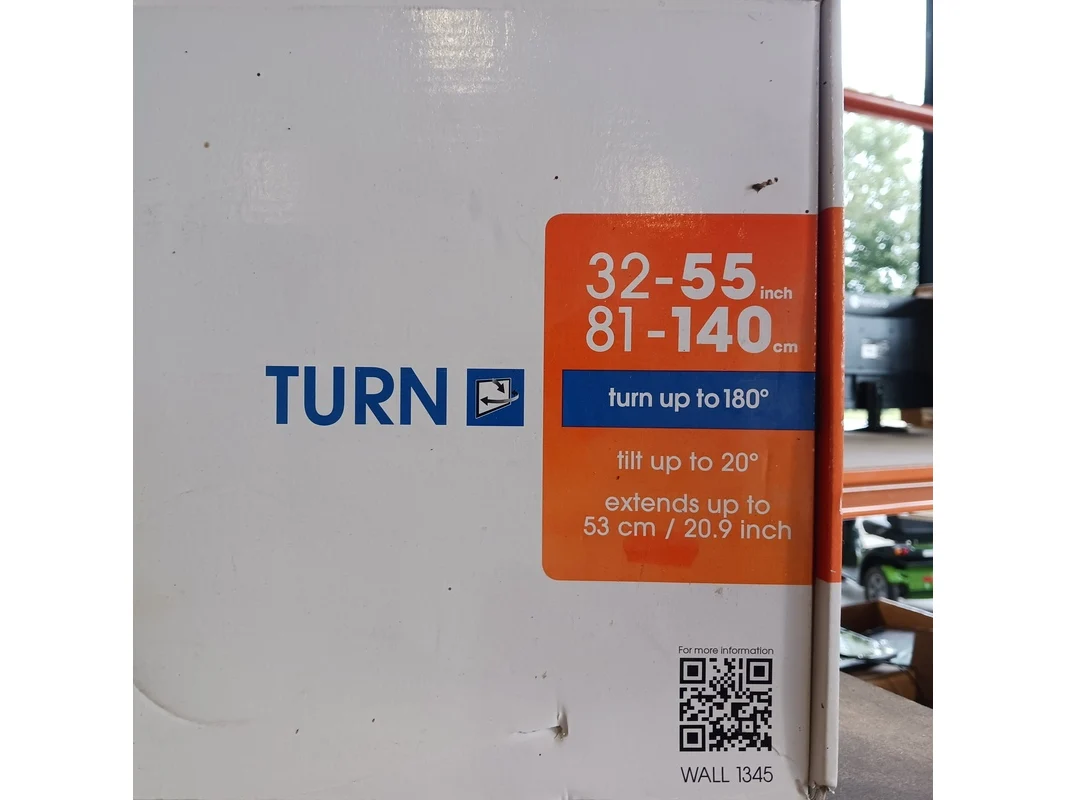 TURN
32-55 inch
81-140 cm
turn up to 180°
tilt up to 20°
extends up to
53 cm / 20.9 inch
For more information
WALL 1345